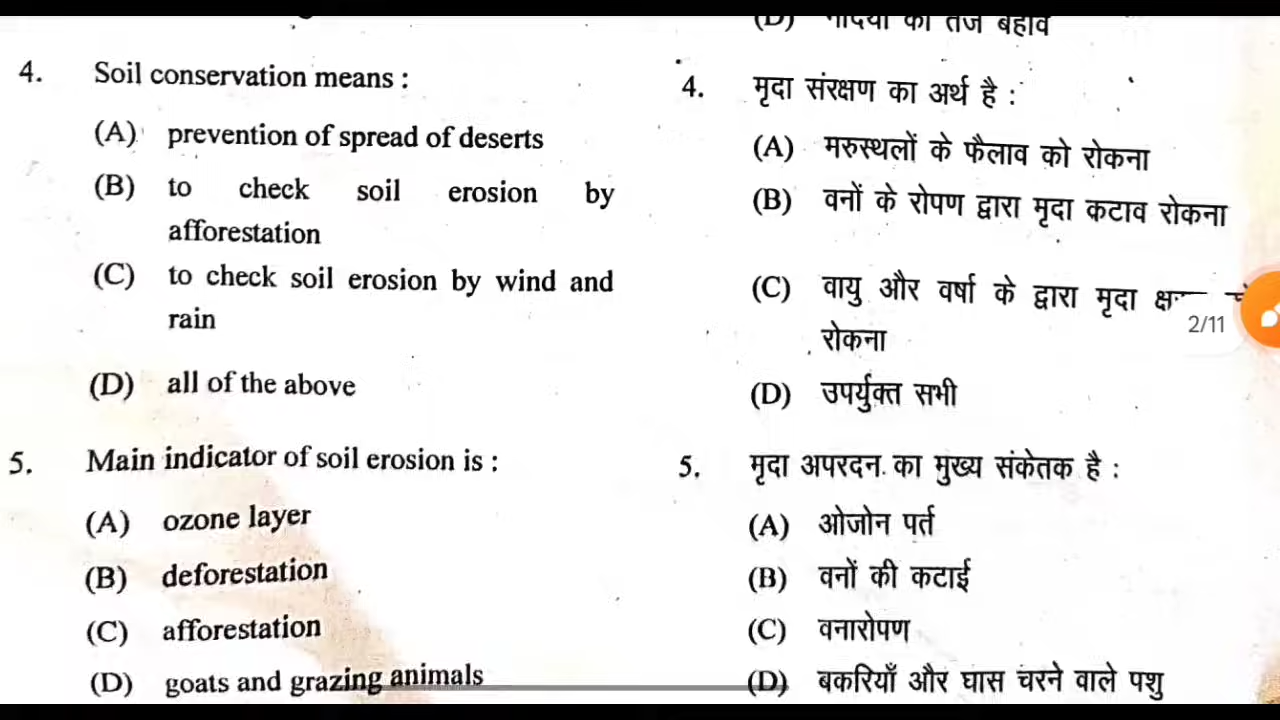 4. Soil conservation means :
(A) prevention of spread of deserts
(B) to check soil erosion by
afforestation
(C) to check soil erosion by wind and
rain
(D) all of the above
5. Main indicator of soil erosion is :
(A) ozone layer
(B) deforestation
(C) afforestation
(D) goats and grazing animals
(D) नदियों का तेज बहाव
4. मृदा संरक्षण का अर्थ है :
(A) मरुस्थलों के फैलाव को रोकना
(B) वनों के रोपण द्वारा मृदा कटाव रोकना
(C) वायु और वर्षा के द्वारा मृदा
रोकना
(D) उपर्युक्त सभी
5. मृदा अपरदन का मुख्य संकेतक है :
(A) ओजोन पर्त
(B) वनों की कटाई
(C) वनारोपण
(D) बकरियाँ और घास चरने वाले पशु
2/11